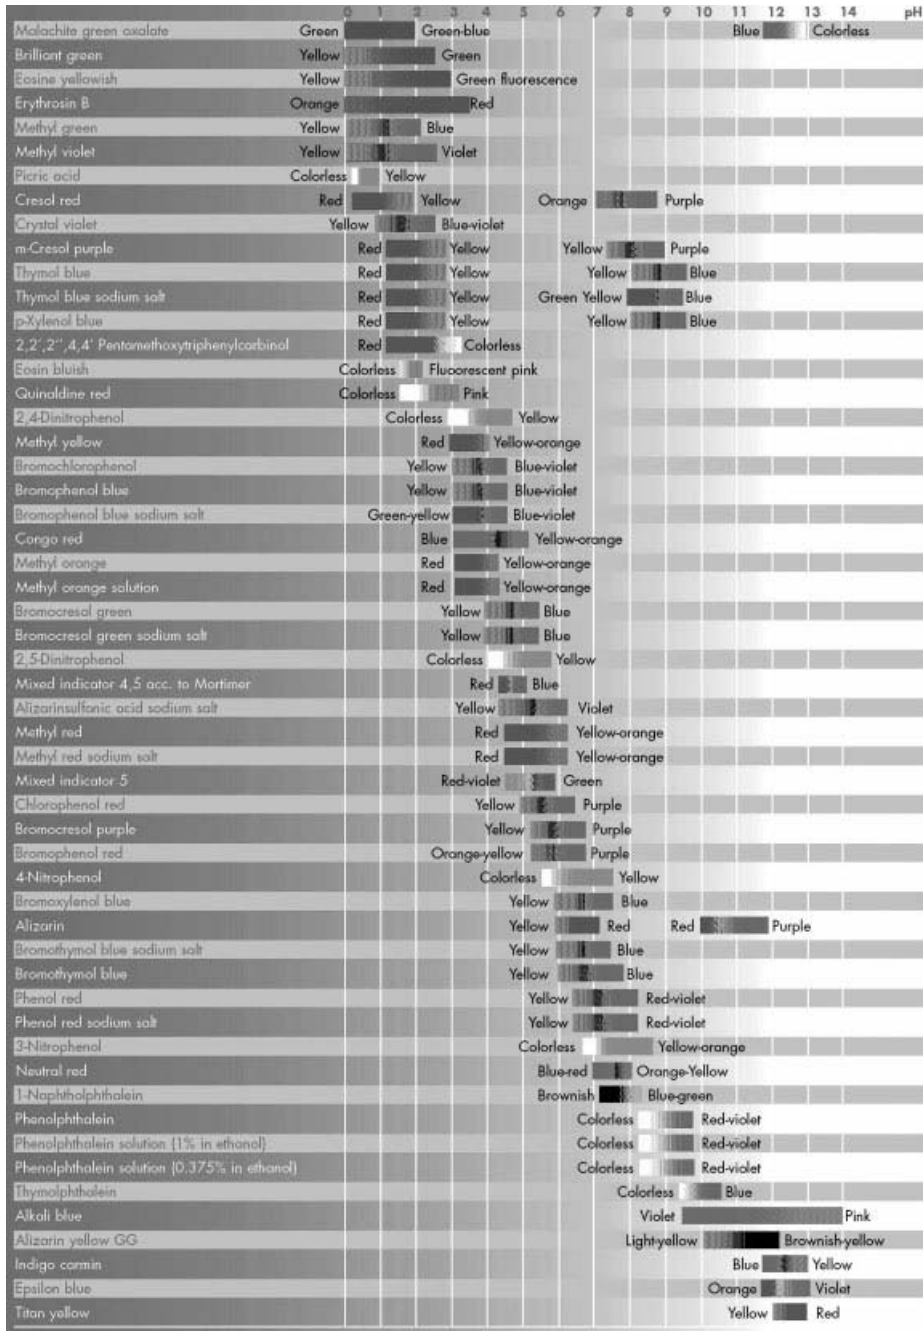 0 1 2 3 4 5 6 7 8 9 10 11 12 13 14 pH
Malachite green oxalate Green Green-blue Blue Colorless
Brilliant green Yellow Green
Eosine yellowish Yellow Green fluorescence
Erythrosin B Orange Red
Methyl green Yellow Blue
Methyl violet Yellow Violet
Picric acid Colorless Yellow
Cresol red Red Yellow Orange Purple
Crystal violet Yellow Blue-violet
m-Cresol purple Red Yellow Yellow Purple
Thymol blue Red Yellow Yellow Blue
Thymol blue sodium salt Red Yellow Green Yellow Blue
p-Xylenol blue Red Yellow Yellow Blue
2,2',2'',4,4' Pentamethoxytriphenylcarbinol Red Colorless
Eosin bluish Colorless Fluoorescent pink
Quinaldine red Colorless Pink
2,4-Dinitrophenol Colorless Yellow
Methyl yellow Red Yellow-orange
Bromochlorophenol Yellow Blue-violet
Bromophenol blue Yellow Blue-violet
Bromophenol blue sodium salt Green-yellow Blue-violet
Congo red Blue Yellow-orange
Methyl orange Red Yellow-orange
Methyl orange solution Red Yellow-orange
Bromocresol green Yellow Blue
Bromocresol green sodium salt Yellow Blue
2,5-Dinitrophenol Colorless Yellow
Mixed indicator 4,5 acc. to Mortimer Red Blue
Alizarinsulfonic acid sodium salt Yellow Violet
Methyl red Red Yellow-orange
Methyl red sodium salt Red Yellow-orange
Mixed indicator 5 Red-violet Green
Chlorophenol red Yellow Purple
Bromocresol purple Yellow Purple
Bromophenol red Orange-yellow Purple
4-Nitrophenol Colorless Yellow
Bromoxylenol blue Yellow Blue
Alizarin Yellow Red Red Purple
Bromothymol blue sodium salt Yellow Blue
Bromothymol blue Yellow Blue
Phenol red Yellow Red-violet
Phenol red sodium salt Yellow Red-violet
3-Nitrophenol Colorless Yellow-orange
Neutral red Blue-red Orange-Yellow
1-Naphtholphthalein Brownish Blue-green
Phenolphthalein Colorless Red-violet
Phenolphthalein solution (1% in ethanol) Colorless Red-violet
Phenolphthalein solution (0.375% in ethanol) Colorless Red-violet
Thymolphthalein Colorless Blue
Alkali blue Violet Pink
Alizarin yellow GG Light-yellow Brownish-yellow
Indigo carmin Blue Yellow
Epsilon blue Orange Violet
Titan yellow Yellow Red